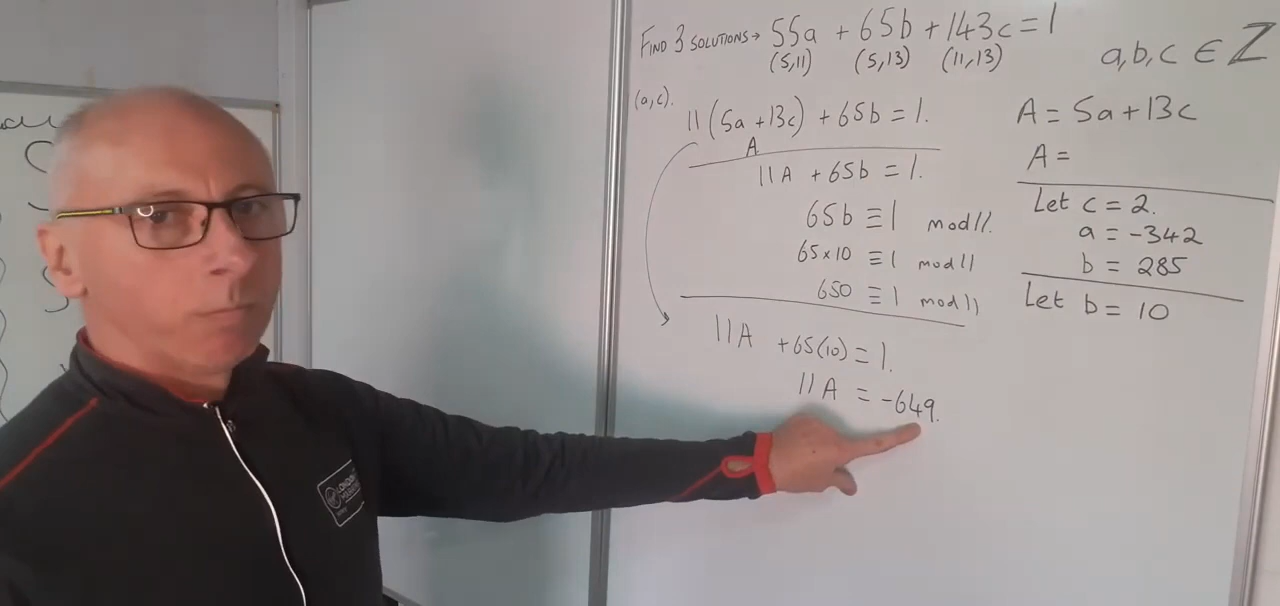 FIND 3 SOLUTIONS → 55a + 65b + 143c = 1
(5,11) (5,13) (11,13)
a, b, c ∈ Z
(a,c).
11(5a + 13c) + 65b = 1.
A
11A + 65b = 1.
65b ≡ 1 mod 11.
65×10 ≡ 1 mod 11
650 ≡ 1 mod 11
11A + 65(10) = 1.
11A = -649.
A = 5a + 13c
A =
Let c = 2.
a = -342
b = 285
Let b = 10
LONDON